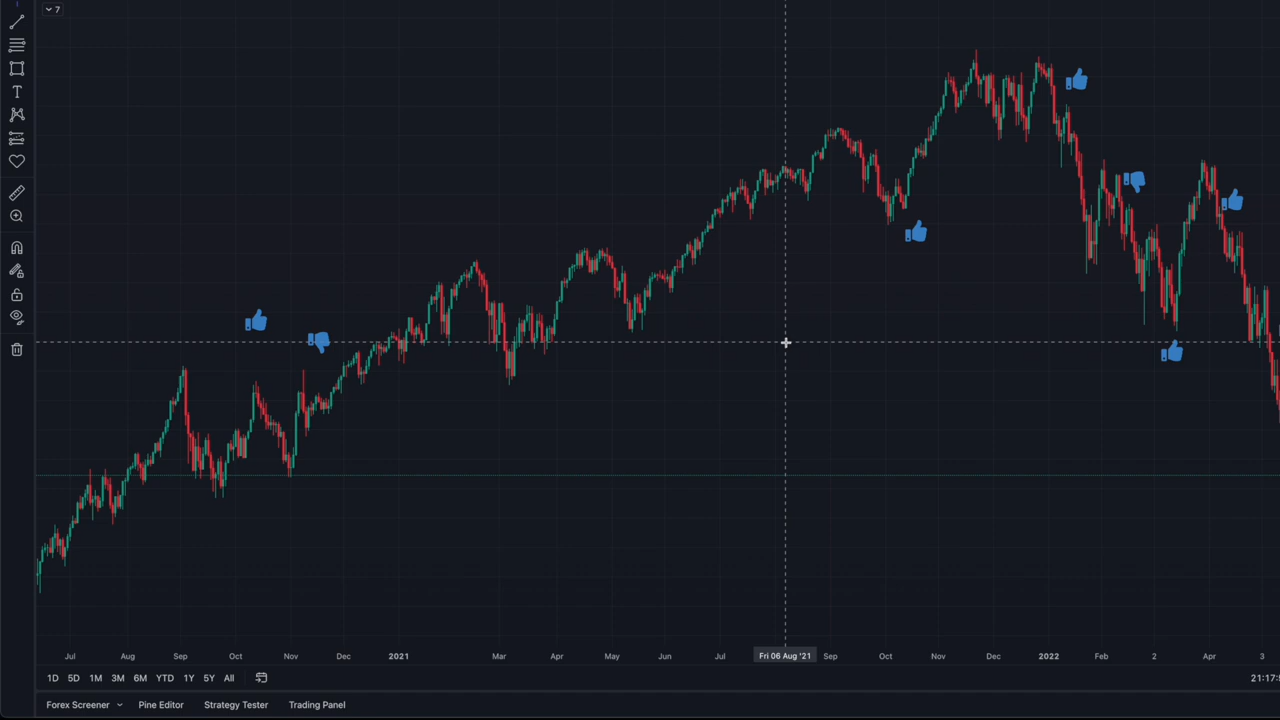 7
Jul Aug Sep Oct Nov Dec 2021 Mar Apr May Jun Jul Fri 06 Aug '21 Sep Oct Nov Dec 2022 Feb 2 Apr 3
1D 5D 1M 3M 6M YTD 1Y 5Y All 21:17:5
Forex Screener Pine Editor Strategy Tester Trading Panel